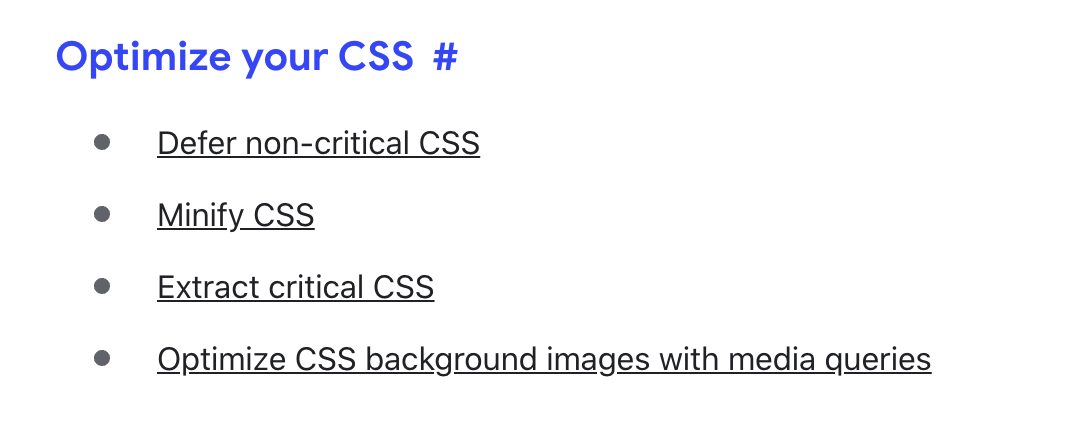 Optimize your CSS #
Defer non-critical CSS
Minify CSS
Extract critical CSS
Optimize CSS background images with media queries